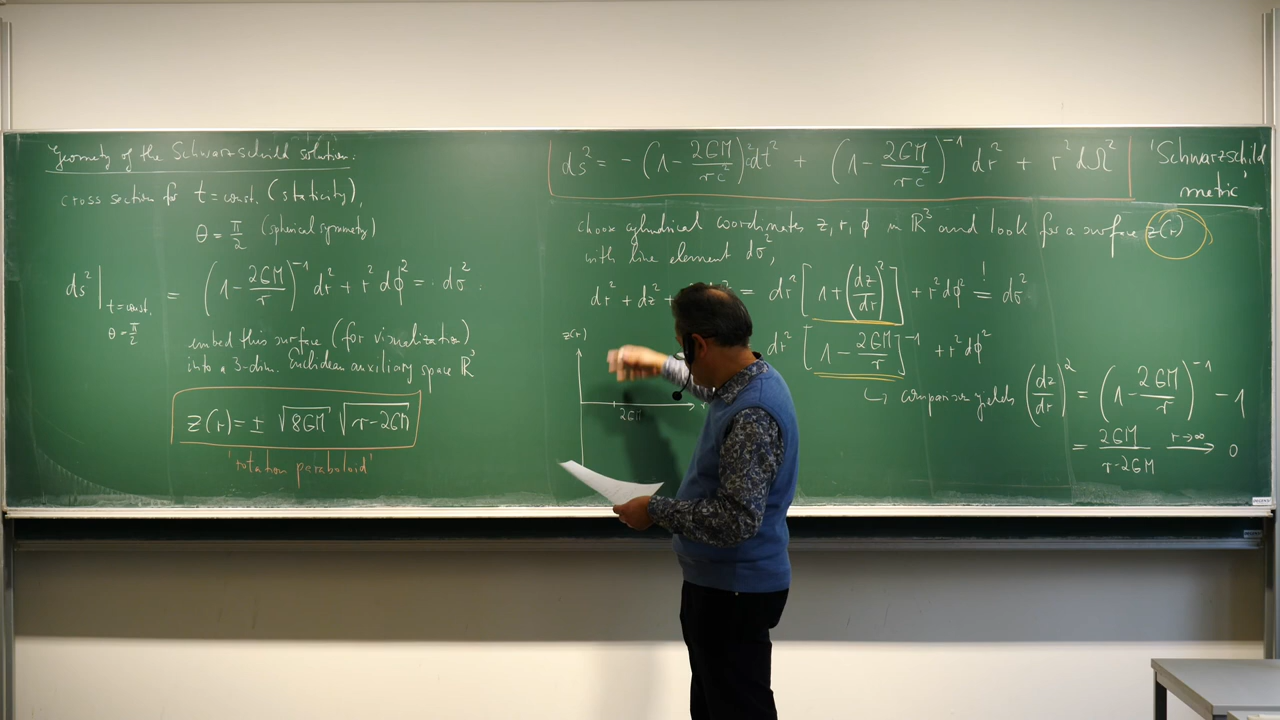 Geometry of the Schwarzschild solution:
cross section for t = const. (staticity),
θ = π/2 (spherical symmetry)
ds²|t=const. θ=π/2 = (1 - 2GM/r)⁻¹ dr² + r² dϕ² =: dσ².
embed this surface (for visualization)
into a 3-dim. Euclidean auxiliary space ℝ³
z(r) = ± √8GM √r-2GM
'rotation paraboloid'
ds² = - (1 - 2GM/rc²) c²dt² + (1 - 2GM/rc²)⁻¹ dr² + r² dΩ²
'Schwarzschild
metric'
choose cylindrical coordinates z, r, ϕ in ℝ³ and look for a surface z(r)
with line element dσ²,
dr² + dz² + = dr² [1 + (dz/dr)²] + r² dϕ² =! dσ²
dr² [1 - 2GM/r]⁻¹ + r² dϕ²
z(r)
2GM
↳ comparison yields (dz/dr)² = (1 - 2GM/r)⁻¹ - 1
= 2GM/r-2GM r→∞ → 0